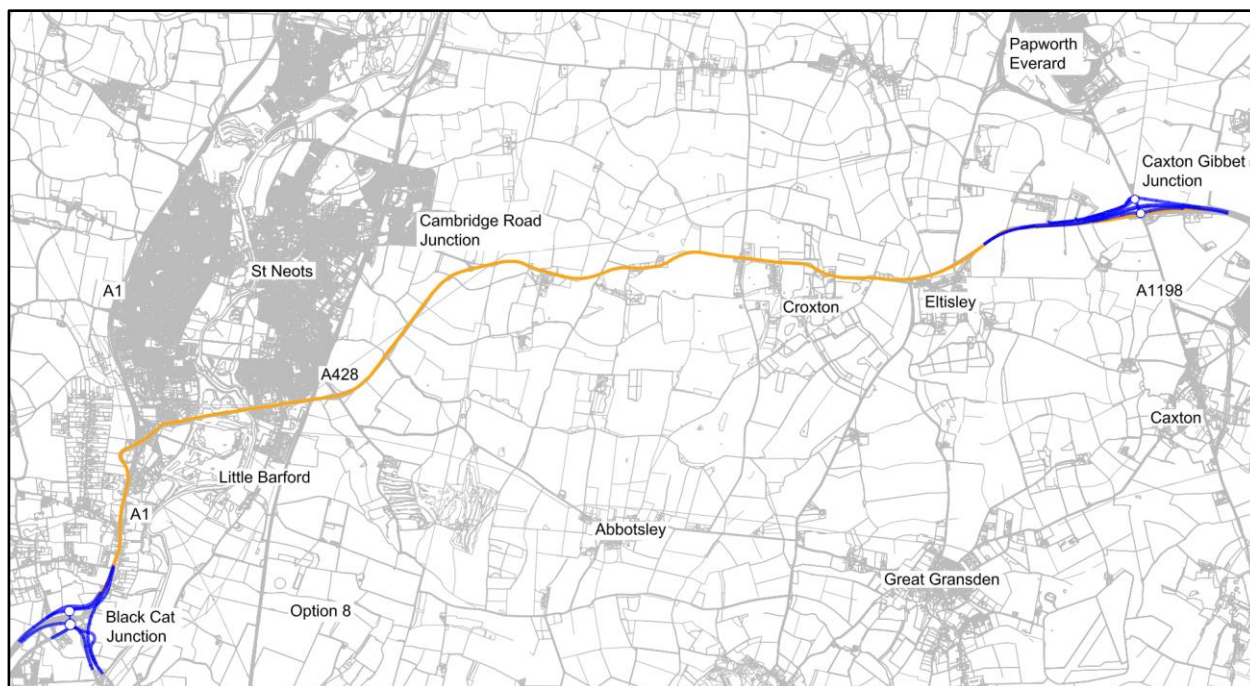 Papworth
Everard
Caxton Gibbet
Junction
Cambridge Road
Junction
St Neots
A1
A1198
Croxton
Eltisley
A428
Caxton
Little Barford
A1
Abbotsley
Great Gransden
Option 8
Black Cat
Junction